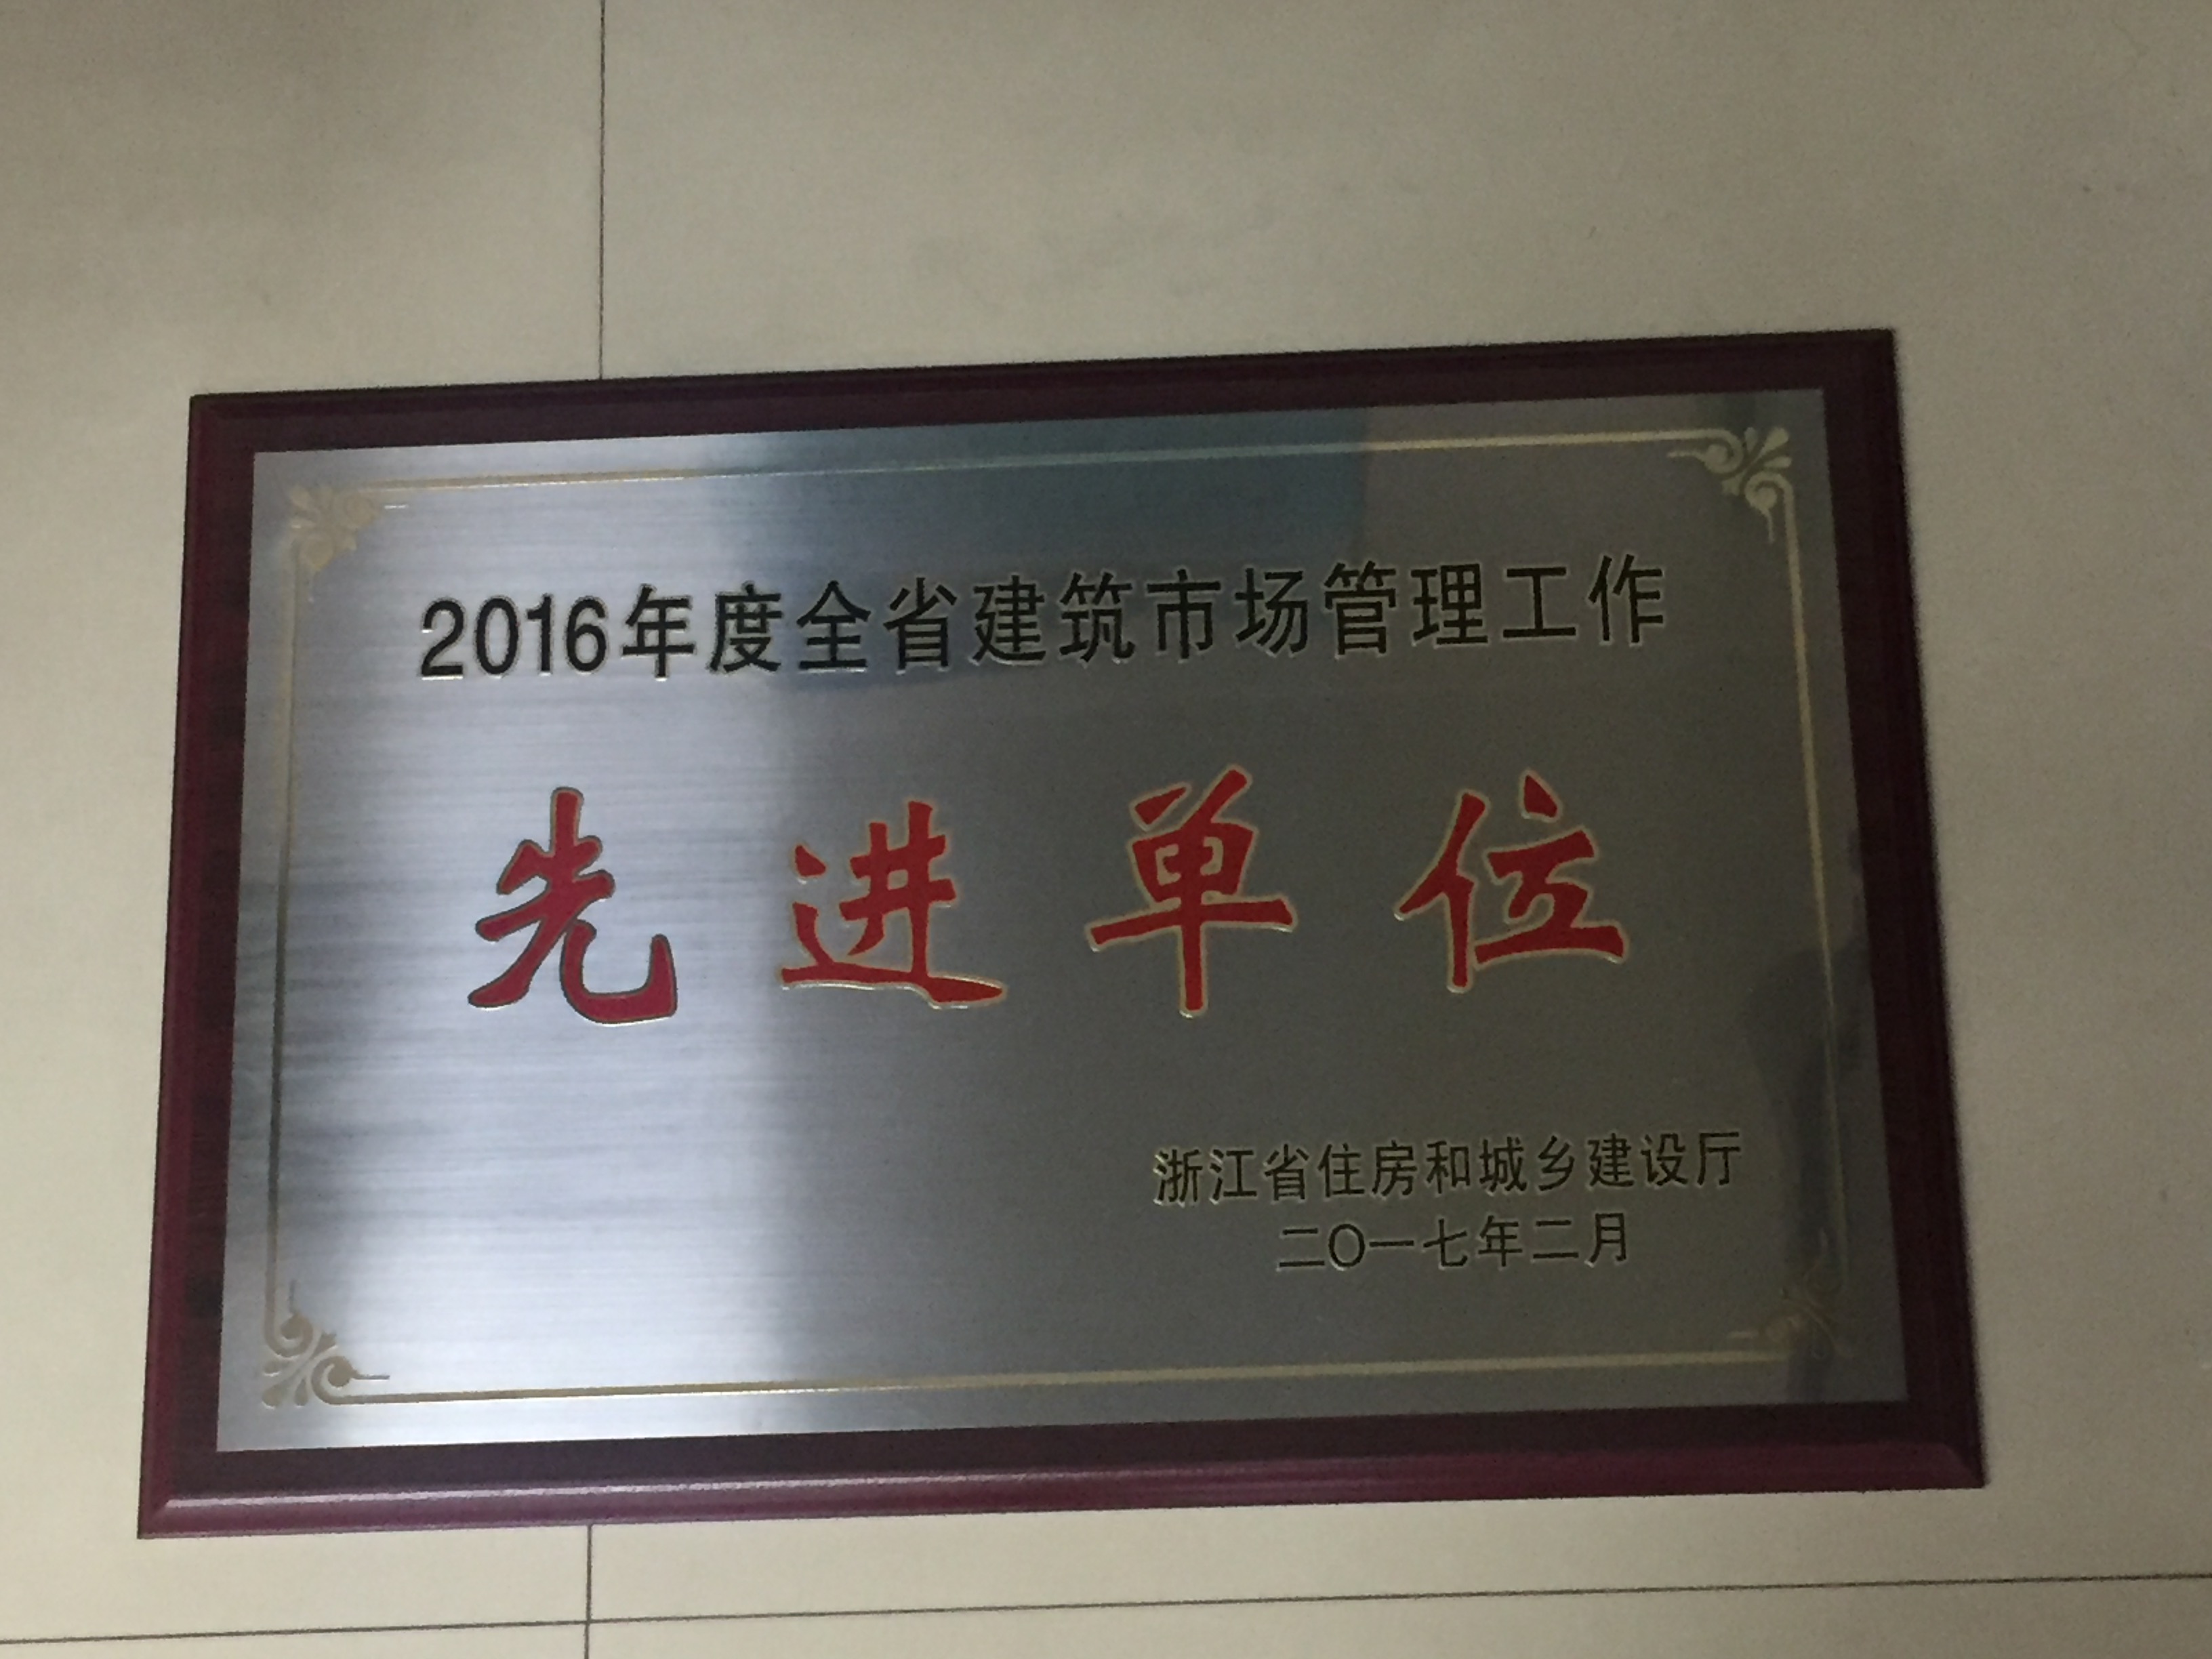 2016年度全省建筑市场管理工作
先进单位
浙江省住房和城乡建设厅
二〇一七年二月